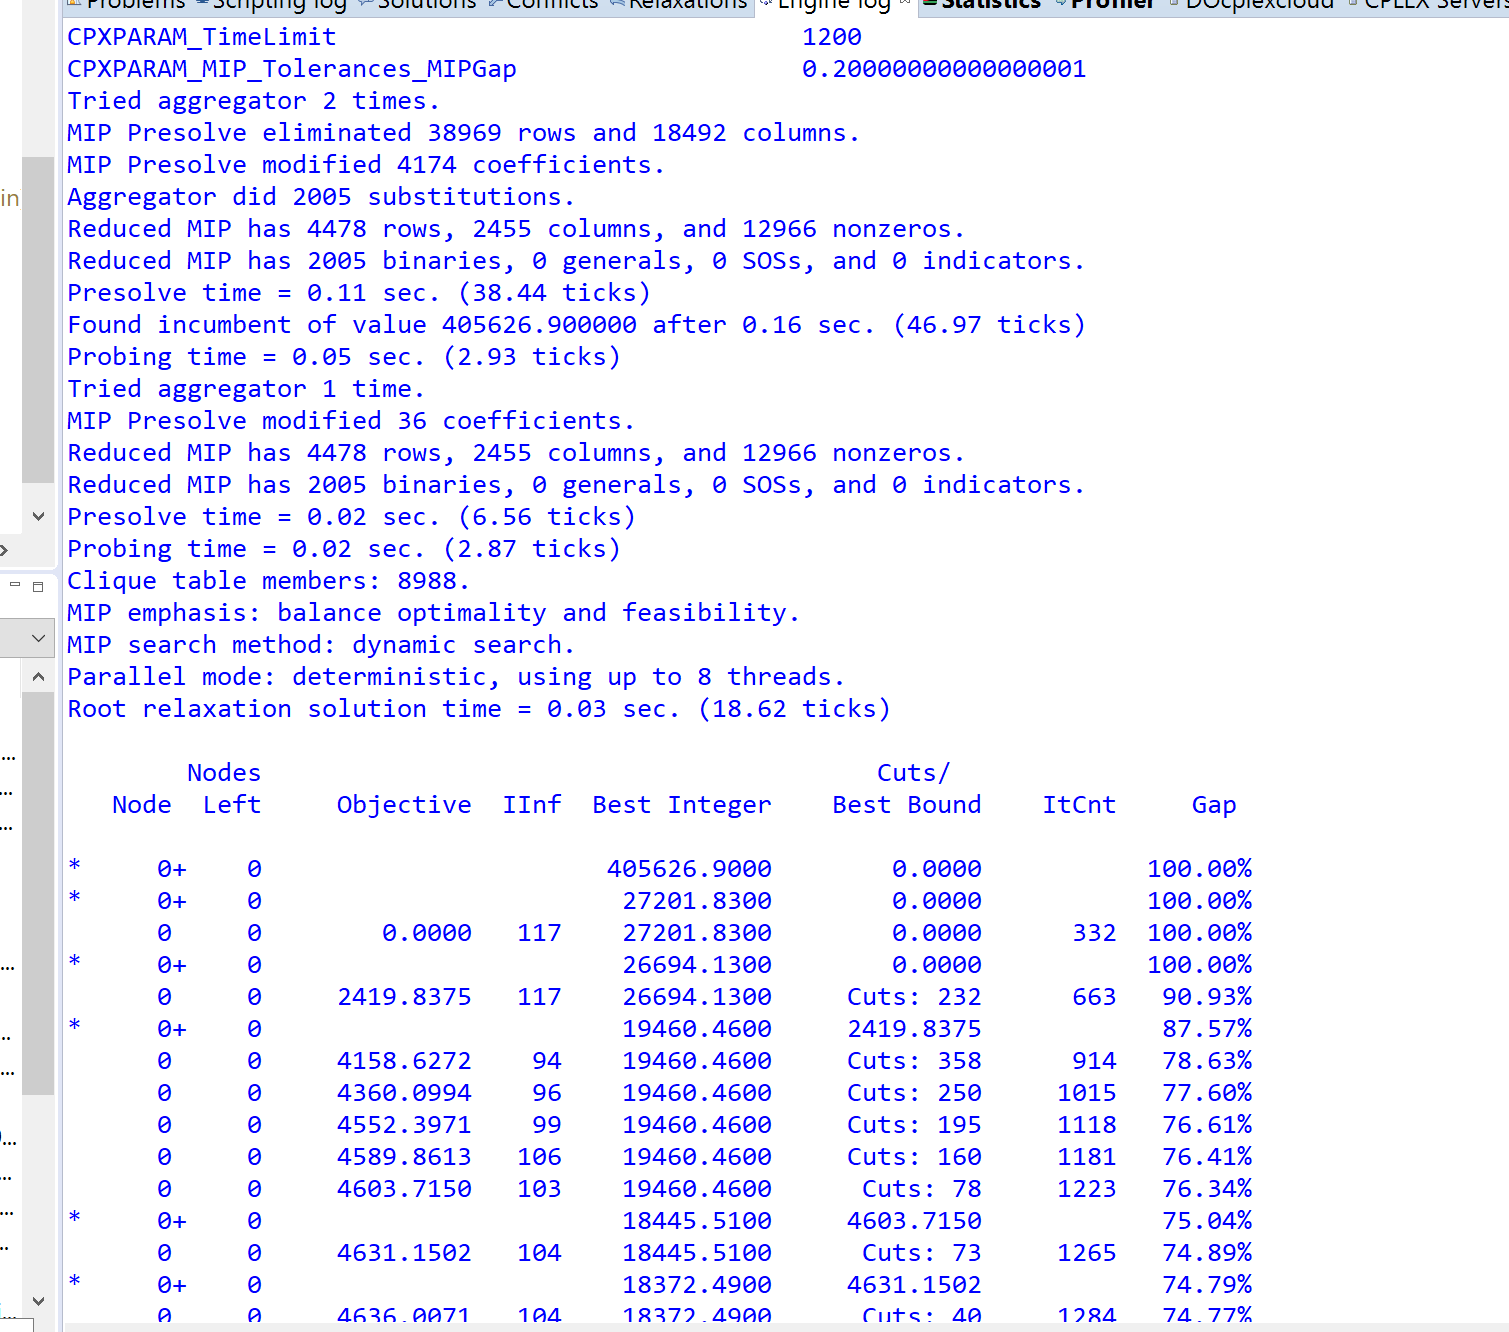 Problems Scripting log Solutions Conflicts Relaxations Engine log Statistics Profiler DOcplexcloud CPLEX Servers
CPXPARAM_TimeLimit 1200
CPXPARAM_MIP_Tolerances_MIPGap 0.20000000000000001
Tried aggregator 2 times.
MIP Presolve eliminated 38969 rows and 18492 columns.
MIP Presolve modified 4174 coefficients.
Aggregator did 2005 substitutions.
in
Reduced MIP has 4478 rows, 2455 columns, and 12966 nonzeros.
Reduced MIP has 2005 binaries, 0 generals, 0 SOSs, and 0 indicators.
Presolve time = 0.11 sec. (38.44 ticks)
Found incumbent of value 405626.900000 after 0.16 sec. (46.97 ticks)
Probing time = 0.05 sec. (2.93 ticks)
Tried aggregator 1 time.
MIP Presolve modified 36 coefficients.
Reduced MIP has 4478 rows, 2455 columns, and 12966 nonzeros.
Reduced MIP has 2005 binaries, 0 generals, 0 SOSs, and 0 indicators.
Presolve time = 0.02 sec. (6.56 ticks)
Probing time = 0.02 sec. (2.87 ticks)
Clique table members: 8988.
MIP emphasis: balance optimality and feasibility.
MIP search method: dynamic search.
Parallel mode: deterministic, using up to 8 threads.
Root relaxation solution time = 0.03 sec. (18.62 ticks)
Nodes Cuts/
Node Left Objective IInf Best Integer Best Bound ItCnt Gap
* 0+ 0 405626.9000 0.0000 100.00%
* 0+ 0 27201.8300 0.0000 100.00%
0 0 0.0000 117 27201.8300 0.0000 332 100.00%
* 0+ 0 26694.1300 0.0000 100.00%
0 0 2419.8375 117 26694.1300 Cuts: 232 663 90.93%
* 0+ 0 19460.4600 2419.8375 87.57%
0 0 4158.6272 94 19460.4600 Cuts: 358 914 78.63%
0 0 4360.0994 96 19460.4600 Cuts: 250 1015 77.60%
0 0 4552.3971 99 19460.4600 Cuts: 195 1118 76.61%
0 0 4589.8613 106 19460.4600 Cuts: 160 1181 76.41%
0 0 4603.7150 103 19460.4600 Cuts: 78 1223 76.34%
* 0+ 0 18445.5100 4603.7150 75.04%
0 0 4631.1502 104 18445.5100 Cuts: 73 1265 74.89%
* 0+ 0 18372.4900 4631.1502 74.79%
0 0 4636.0071 104 18372.4900 Cuts: 40 1284 74.77%